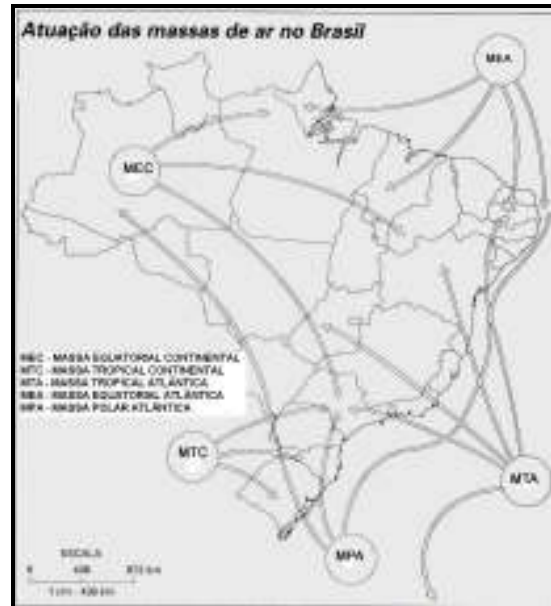 Atuação das massas de ar no Brasil
MEA
MEC
MEC - MASSA EQUATORIAL CONTINENTAL
MTC - MASSA TROPICAL CONTINENTAL
MTA - MASSA TROPICAL ATLÂNTICA
MEA - MASSA EQUATORIAL ATLÂNTICA
MPA - MASSA POLAR ATLÂNTICA
MTC
MTA
MPA
ESCALA
0